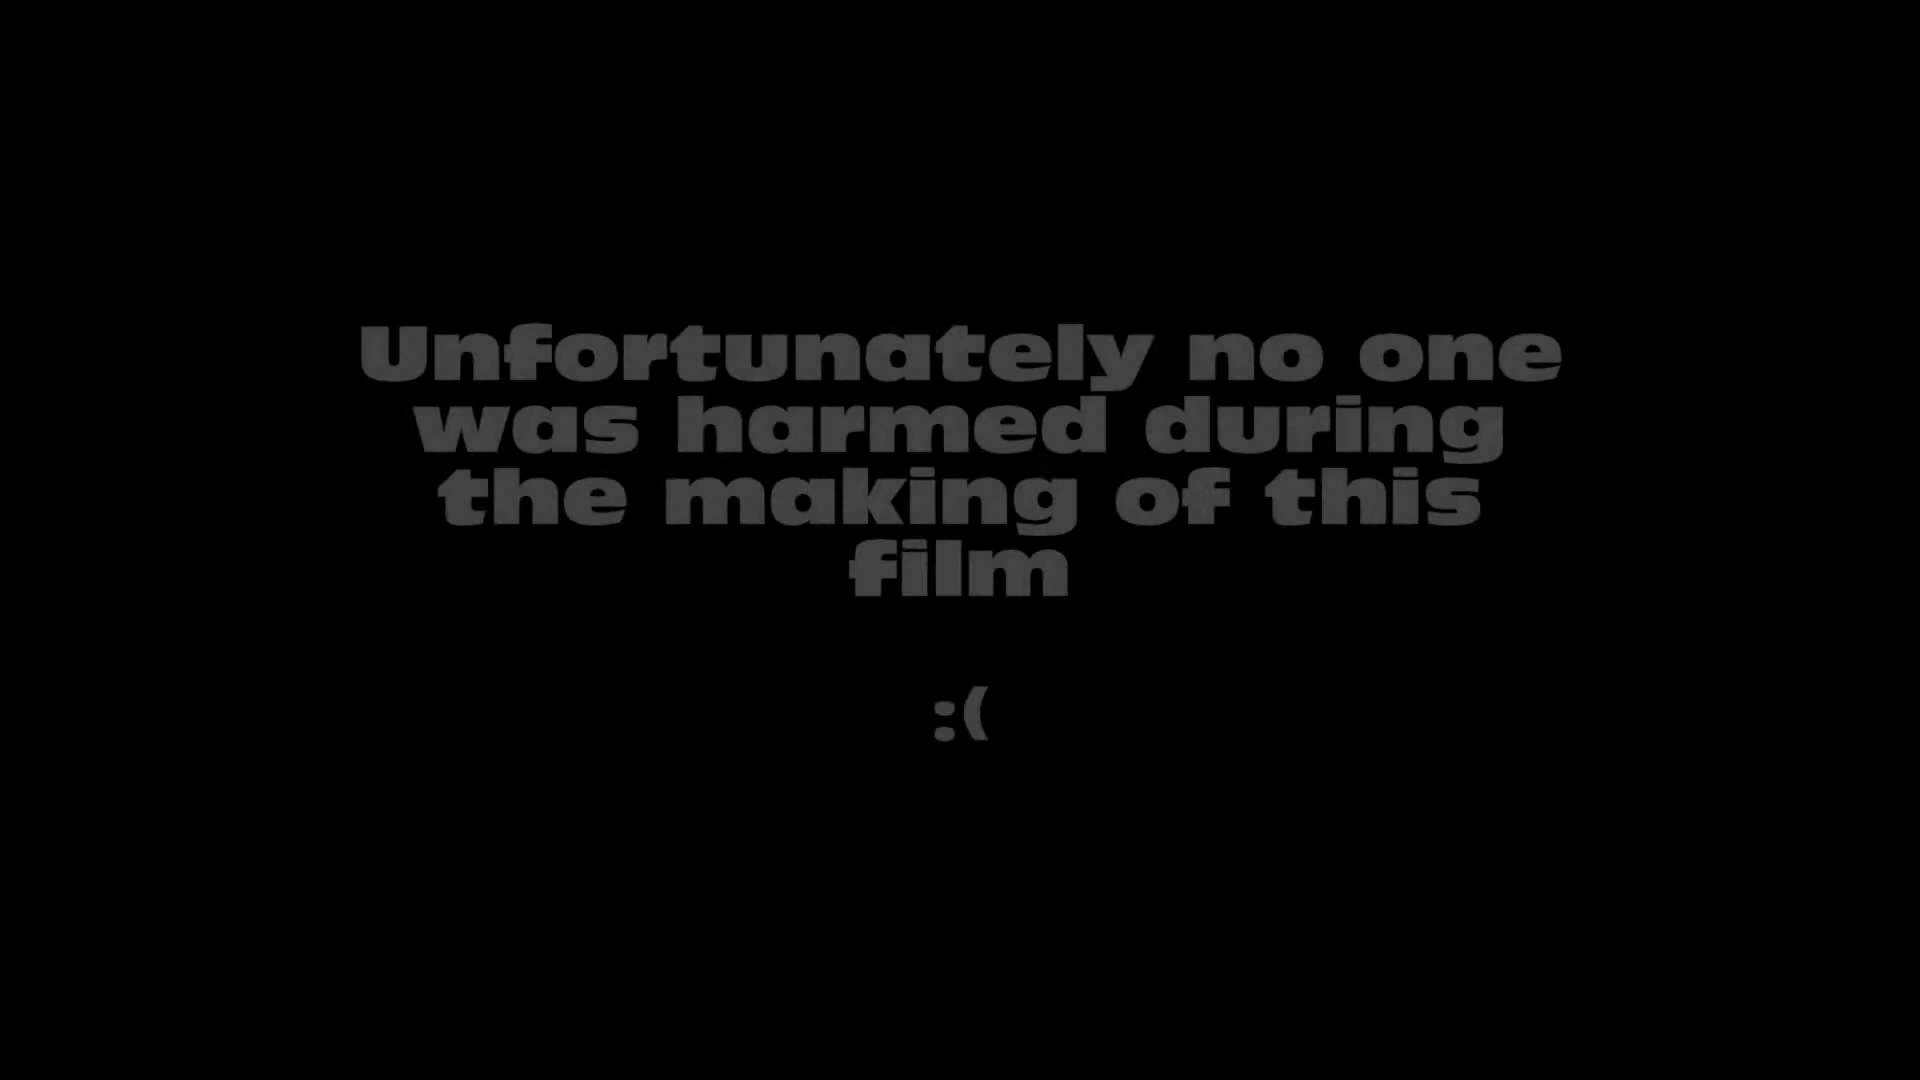 Unfortunately no one
was harmed during
the making of this
film
:(